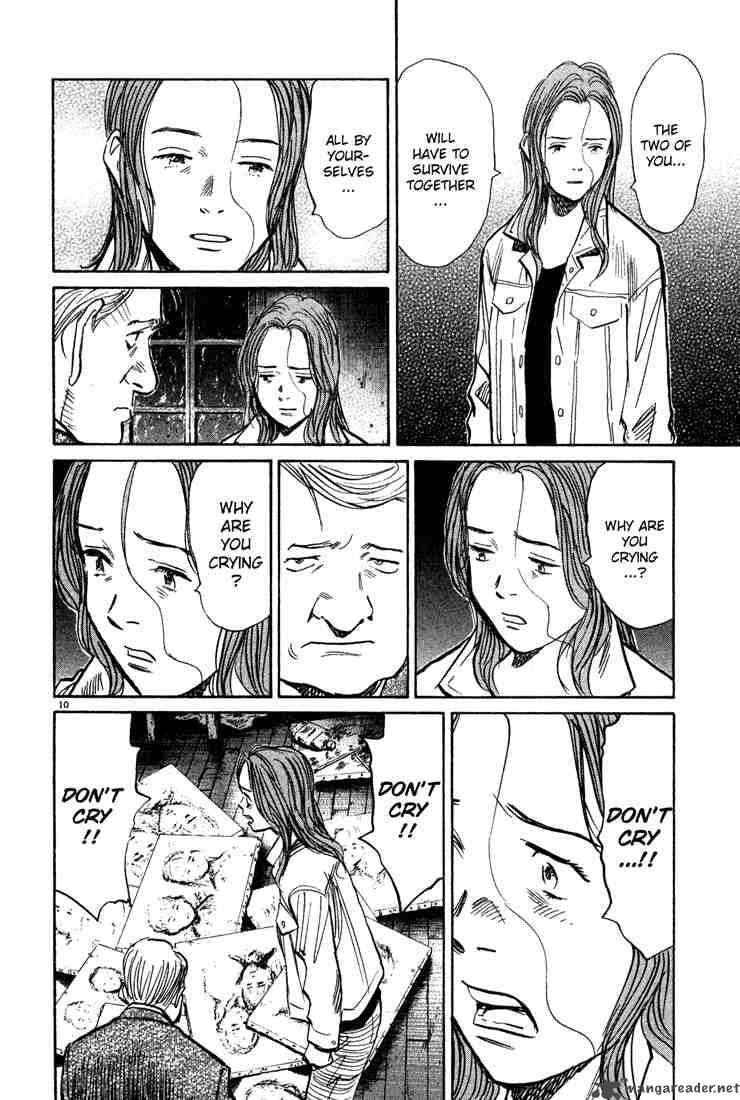 THE
TWO OF
YOU...
WILL
HAVE TO
SURVIVE
TOGETHER
...
ALL BY
YOUR-
SELVES
...
WHY ARE
YOU
CRYING
...?
WHY
ARE
YOU
CRYING
?
10
DON'T
CRY
...!!
DON'T
CRY
!!
DON'T
CRY
!!
mangareader.net